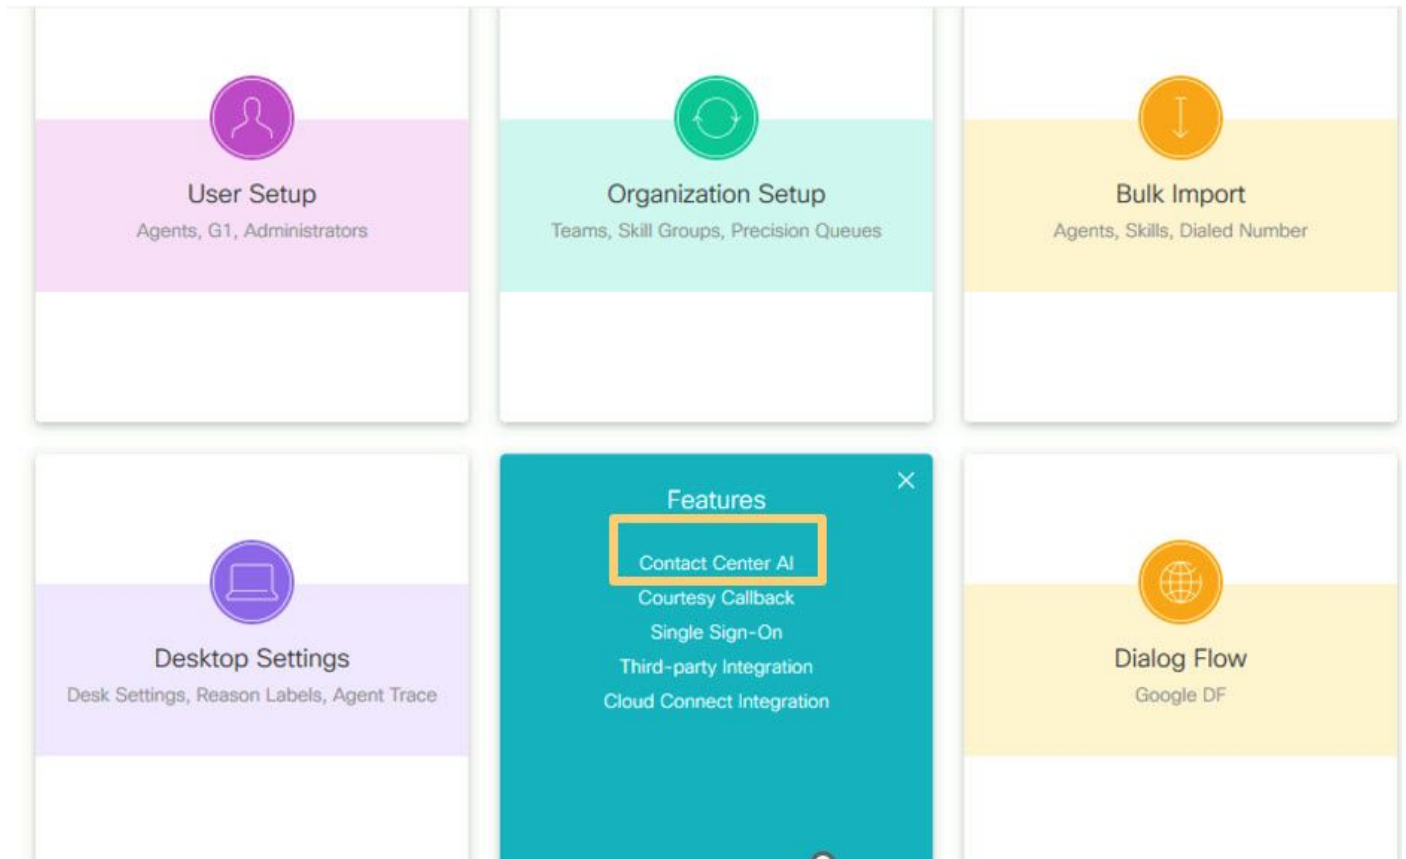 User Setup
Agents, G1, Administrators
Organization Setup
Teams, Skill Groups, Precision Queues
Bulk Import
Agents, Skills, Dialed Number
Desktop Settings
Desk Settings, Reason Labels, Agent Trace
Features
Contact Center AI
Courtesy Callback
Single Sign-On
Third-party Integration
Cloud Connect Integration
Dialog Flow
Google DF